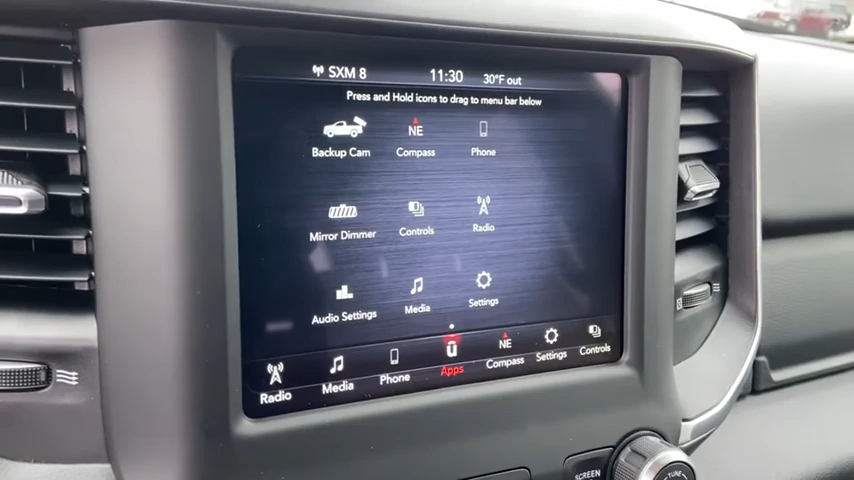 SXM 8 11:30 30°F out
Press and Hold icons to drag to menu bar below
Backup Cam
NE
Compass
Phone
Mirror Dimmer
Controls
Radio
Audio Settings
Media
Settings
Radio
Media
Phone
Apps
NE
Compass
Settings
Controls
SCREEN
TUNE